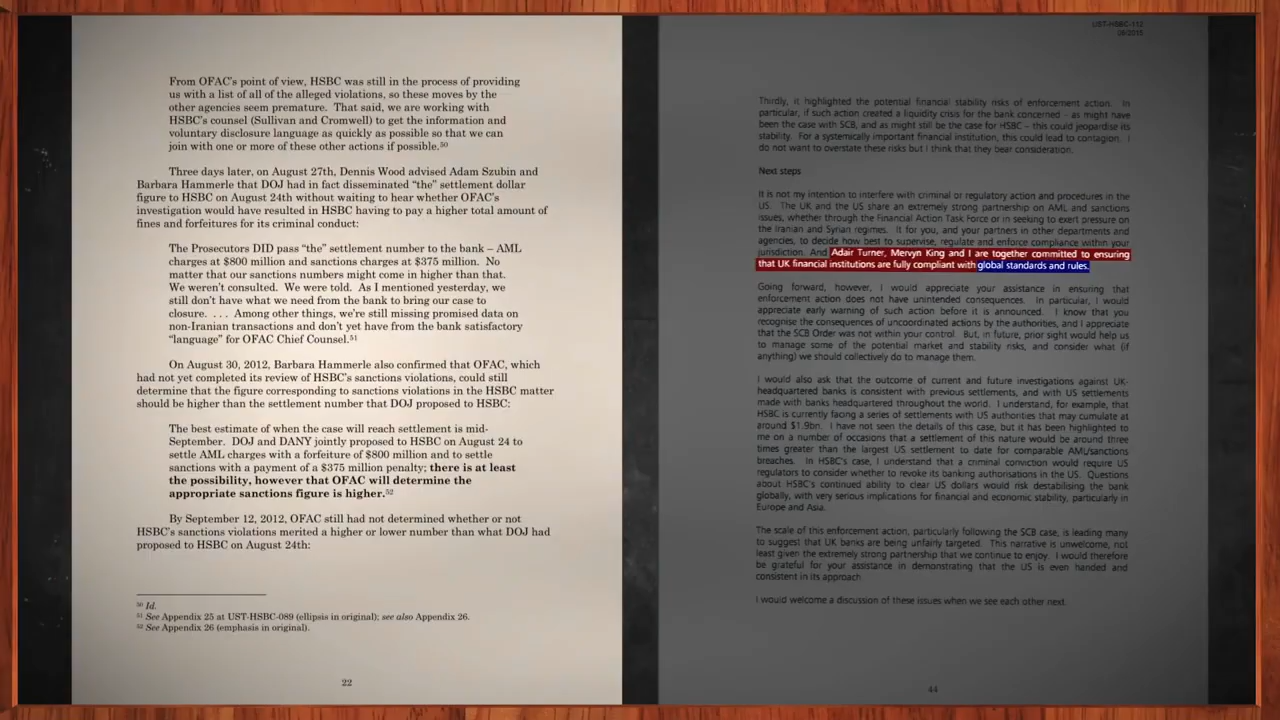 From OFAC's point of view, HSBC was still in the process of providing
us with a list of all of the alleged violations, so these moves by the
other agencies seem premature. That said, we are working with
HSBC's counsel (Sullivan and Cromwell) to get the information and
voluntary disclosure language as quickly as possible so that we can
join with one or more of these other actions if possible.50
Three days later, on August 27th, Dennis Wood advised Adam Szubin and
Barbara Hammerle that DOJ had in fact disseminated “the” settlement dollar
figure to HSBC on August 24th without waiting to hear whether OFAC's
investigation would have resulted in HSBC having to pay a higher total amount of
fines and forfeitures for its criminal conduct:
The Prosecutors DID pass “the” settlement number to the bank – AML
charges at $800 million and sanctions charges at $375 million. No
matter that our sanctions numbers might come in higher than that.
We weren't consulted. We were told. As I mentioned yesterday, we
still don't have what we need from the bank to bring our case to
closure. . . . Among other things, we're still missing promised data on
non-Iranian transactions and don't yet have from the bank satisfactory
“language” for OFAC Chief Counsel.51
On August 30, 2012, Barbara Hammerle also confirmed that OFAC, which
had not yet completed its review of HSBC's sanctions violations, could still
determine that the figure corresponding to sanctions violations in the HSBC matter
should be higher than the settlement number that DOJ proposed to HSBC:
The best estimate of when the case will reach settlement is mid-
September. DOJ and DANY jointly proposed to HSBC on August 24 to
settle AML charges with a forfeiture of $800 million and to settle
sanctions with a payment of a $375 million penalty; there is at least
the possibility, however that OFAC will determine the
appropriate sanctions figure is higher.52
By September 12, 2012, OFAC still had not determined whether or not
HSBC's sanctions violations merited a higher or lower number than what DOJ had
proposed to HSBC on August 24th:
50 Id.
51 See Appendix 25 at UST-HSBC-089 (ellipsis in original); see also Appendix 26.
52 See Appendix 26 (emphasis in original).
22
UST-HSBC-112
09/2015
Thirdly, it highlighted the potential financial stability risks of enforcement action. In
particular, if such action created a liquidity crisis for the bank concerned - as might have
been the case with SCB, and as might still be the case for HSBC – this could jeopardise its
stability. For a systemically important financial institution, this could lead to contagion. I
do not want to overstate these risks but I think that they bear consideration.
Next steps
It is not my intention to interfere with criminal or regulatory action and procedures in the
US. The UK and the US share an extremely strong partnership on AML and sanctions
issues, whether through the Financial Action Task Force or in seeking to exert pressure on
the Iranian and Syrian regimes. It for you, and your partners in other departments and
agencies, to decide how best to supervise, regulate and enforce compliance within your
jurisdiction. And Adair Turner, Mervyn King and I are together committed to ensuring
that UK financial institutions are fully compliant with global standards and rules.
Going forward, however, I would appreciate your assistance in ensuring that
enforcement action does not have unintended consequences. In particular, I would
appreciate early warning of such action before it is announced. I know that you
recognise the consequences of uncoordinated actions by the authorities, and I appreciate
that the SCB Order was not within your control. But, in future, prior sight would help us
to manage some of the potential market and stability risks, and consider what (if
anything) we should collectively do to manage them.
I would also ask that the outcome of current and future investigations against UK-
headquartered banks is consistent with previous settlements, and with US settlements
made with banks headquartered throughout the world. I understand, for example, that
HSBC is currently facing a series of settlements with US authorities that may cumulate at
around $1.9bn. I have not seen the details of this case, but it has been highlighted to
me on a number of occasions that a settlement of this nature would be around three
times greater than the largest US settlement to date for comparable AML/sanctions
breaches. In HSBC's case, I understand that a criminal conviction would require US
regulators to consider whether to revoke its banking authorisations in the US. Questions
about HSBC's continued ability to clear US dollars would risk destabilising the bank
globally, with very serious implications for financial and economic stability, particularly in
Europe and Asia.
The scale of this enforcement action, particularly following the SCB case, is leading many
to suggest that UK banks are being unfairly targeted. This narrative is unwelcome, not
least given the extremely strong partnership that we continue to enjoy. I would therefore
be grateful for your assistance in demonstrating that the US is even handed and
consistent in its approach.
I would welcome a discussion of these issues when we see each other next.
44